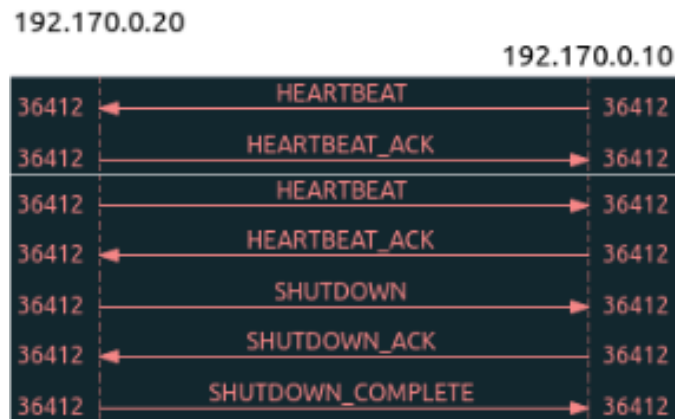 192.170.0.20
192.170.0.10
HEARTBEAT
36412 36412
HEARTBEAT_ACK
36412 36412
HEARTBEAT
36412 36412
HEARTBEAT_ACK
36412 36412
SHUTDOWN
36412 36412
SHUTDOWN_ACK
36412 36412
SHUTDOWN_COMPLETE
36412 36412